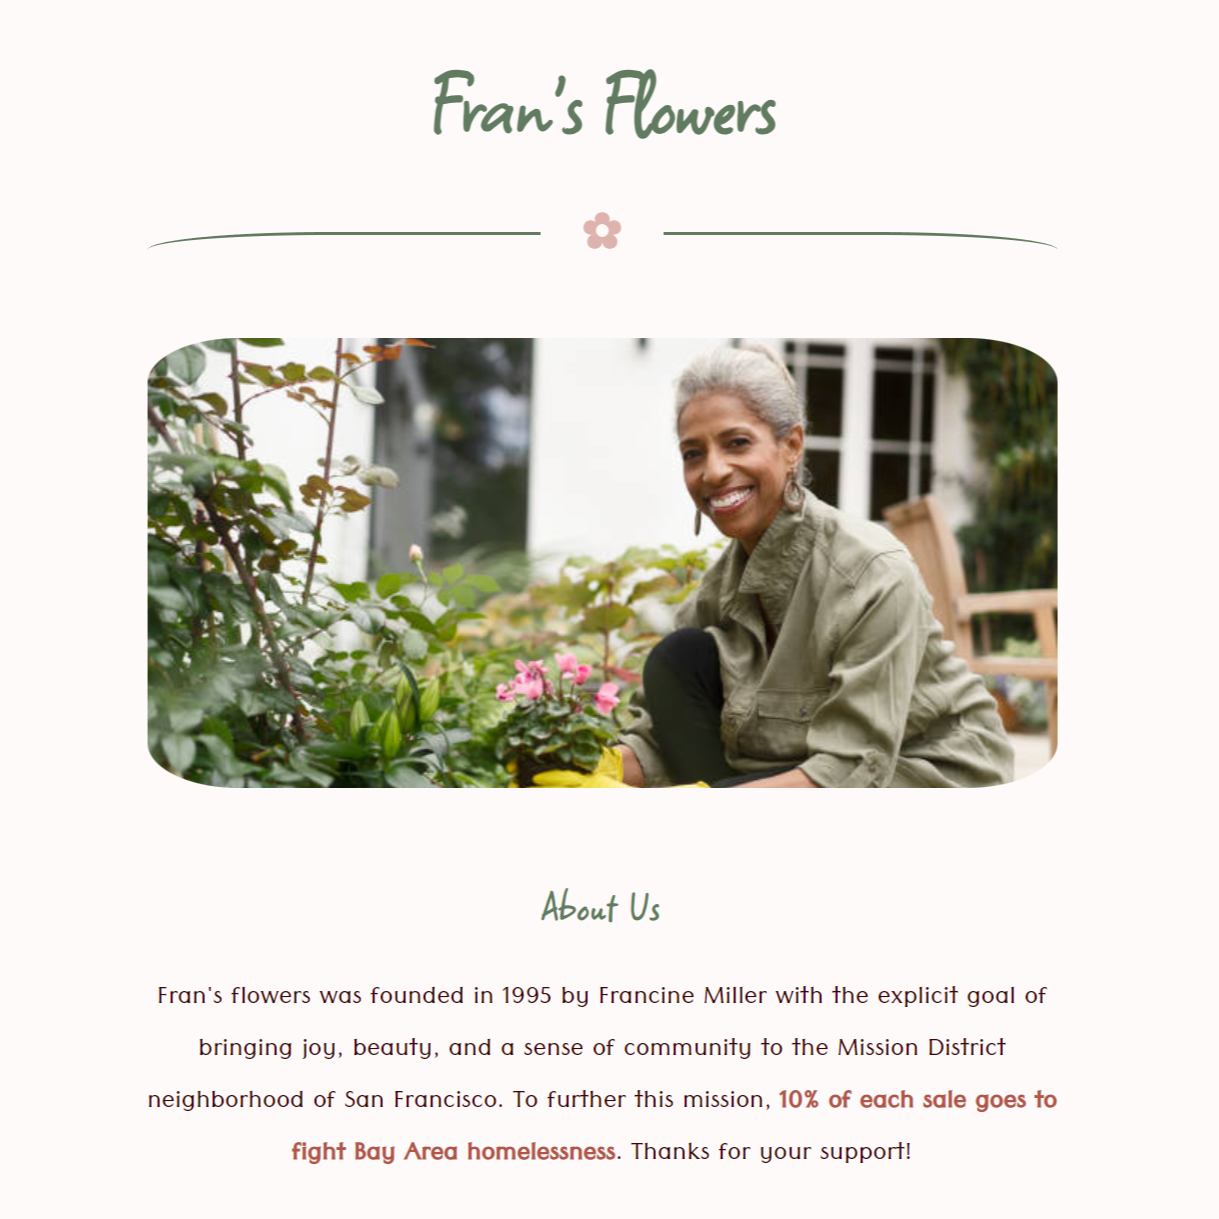 Fran's Flowers
About Us
Fran's flowers was founded in 1995 by Francine Miller with the explicit goal of
bringing joy, beauty, and a sense of community to the Mission District
neighborhood of San Francisco. To further this mission, 10% of each sale goes to
fight Bay Area homelessness. Thanks for your support!